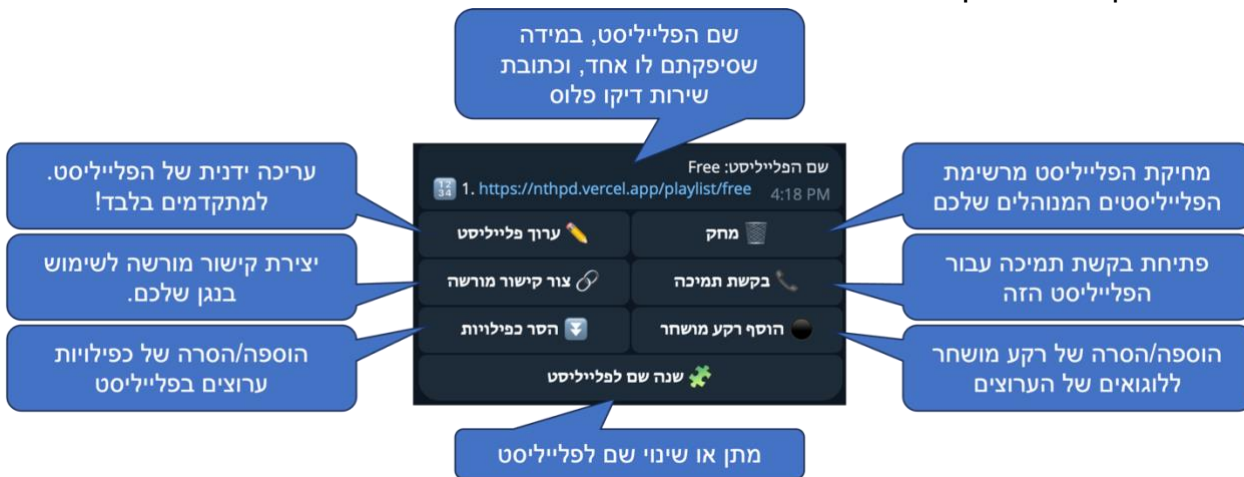 שם הפלייליסט, במידה
שסיפקתם לו אחד, וכתובת
שירות דיקו פלוס
מחיקת הפלייליסט מרשימת
הפלייליסטים המנוהלים שלכם
פתיחת בקשת תמיכה עבור
הפלייליסט הזה
הוספה/הסרה של רקע מושחר
ללוגואים של הערוצים
שם הפלייליסט: Free
1. https://nthpd.vercel.app/playlist/free 4:18 PM
מחק
ערוך פלייליסט
בקשת תמיכה
צור קישור מורשה
הוסף רקע מושחר
הסר כפילויות
שנה שם לפלייליסט
עריכה ידנית של הפלייליסט.
למתקדמים בלבד!
יצירת קישור מורשה לשימוש
בנגן שלכם.
הוספה/הסרה של כפילויות
ערוצים בפלייליסט
מתן או שינוי שם לפלייליסט